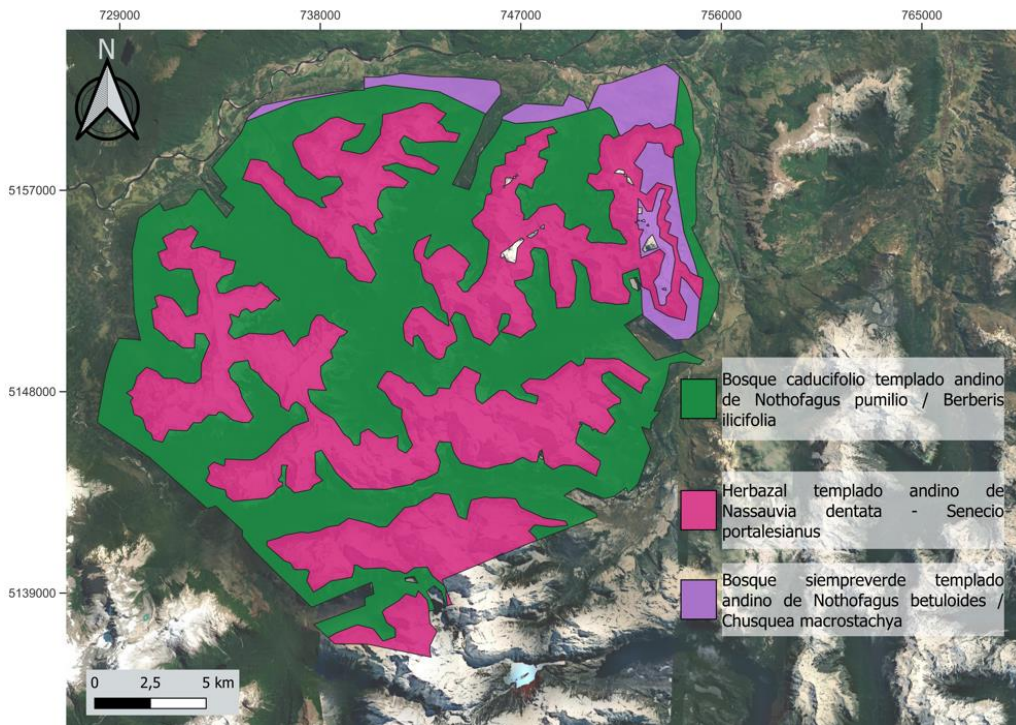 729000 738000 747000 756000 765000
N
5157000
5148000
5139000
Bosque caducifolio templado andino
de Nothofagus pumilio / Berberis
ilicifolia
Herbazal templado andino de
Nassauvia dentata - Senecio
portalesianus
Bosque siempreverde templado
andino de Nothofagus betuloides /
Chusquea macrostachya
0 2,5 5 km